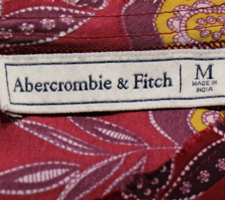 Abercrombie & Fitch
M
MADE IN
INDIA